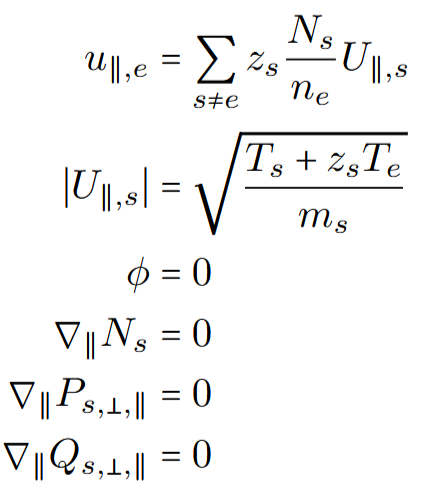 $u_{\parallel,e} = \sum_{s \neq e} z_s \frac{N_s}{n_e} U_{\parallel,s}$
$|U_{\parallel,s}| = \sqrt{\frac{T_s + z_s T_e}{m_s}}$
$\phi = 0$
$\nabla_{\parallel} N_s = 0$
$\nabla_{\parallel} P_{s,\perp,\parallel} = 0$
$\nabla_{\parallel} Q_{s,\perp,\parallel} = 0$